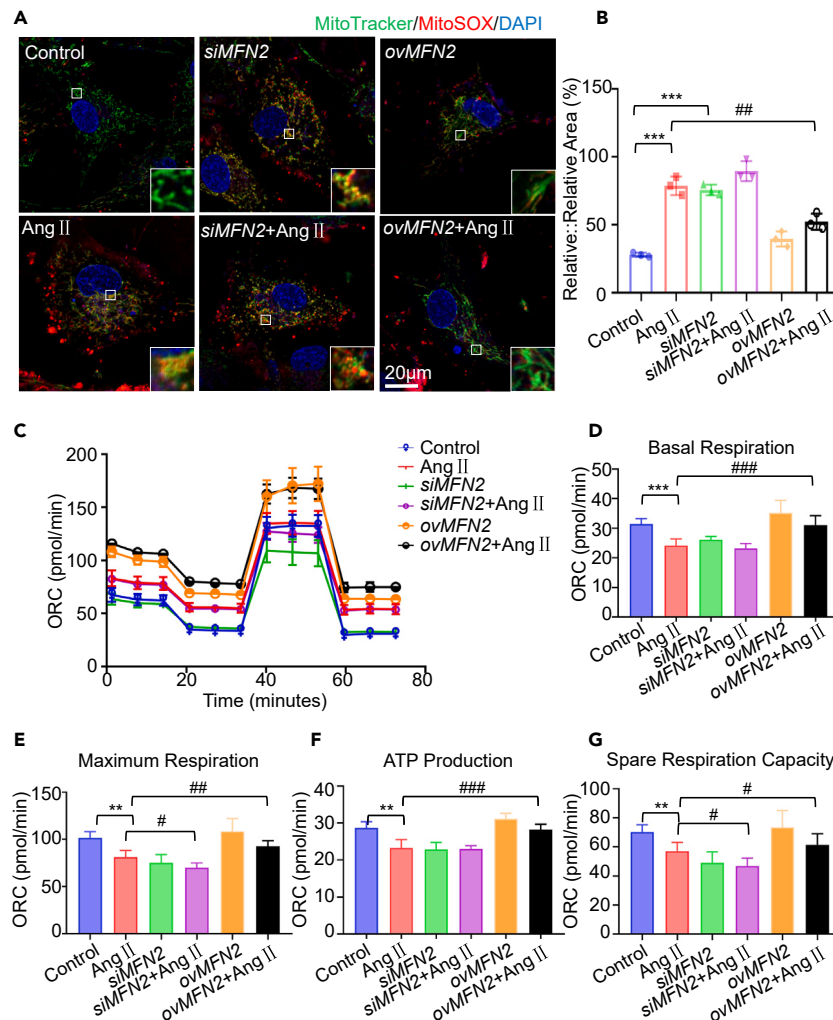 A
MitoTracker/MitoSOX/DAPI
Control
siMFN2
ovMFN2
Ang Ⅱ
siMFN2+Ang Ⅱ
ovMFN2+Ang Ⅱ
20μm
B
Relative::Relative Area (%)
150
100
50
0
***
***
##
Control
Ang Ⅱ
siMFN2
siMFN2+Ang Ⅱ
ovMFN2
ovMFN2+Ang Ⅱ
C
ORC (pmol/min)
200
150
100
50
0
0
20
40
60
80
Time (minutes)
Control
Ang Ⅱ
siMFN2
siMFN2+Ang Ⅱ
ovMFN2
ovMFN2+Ang Ⅱ
D
Basal Respiration
ORC (pmol/min)
50
40
30
20
10
0
***
###
Control
Ang Ⅱ
siMFN2
siMFN2+Ang Ⅱ
ovMFN2
ovMFN2+Ang Ⅱ
E
Maximum Respiration
ORC (pmol/min)
150
100
50
0
**
##
#
Control
Ang Ⅱ
siMFN2
siMFN2+Ang Ⅱ
ovMFN2
ovMFN2+Ang Ⅱ
F
ATP Production
ORC (pmol/min)
40
30
20
10
0
**
###
Control
Ang Ⅱ
siMFN2
siMFN2+Ang Ⅱ
ovMFN2
ovMFN2+Ang Ⅱ
G
Spare Respiration Capacity
ORC (pmol/min)
100
80
60
40
20
0
**
#
#
Control
Ang Ⅱ
siMFN2
siMFN2+Ang Ⅱ
ovMFN2
ovMFN2+Ang Ⅱ